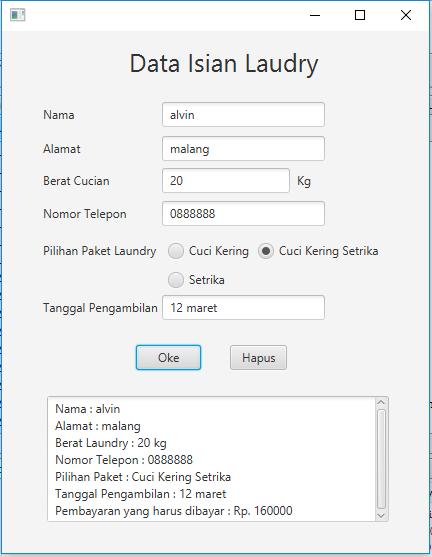 Data Isian Laudry
Nama alvin
Alamat malang
Berat Cucian 20 Kg
Nomor Telepon 0888888
Pilihan Paket Laundry Cuci Kering Cuci Kering Setrika
Setrika
Tanggal Pengambilan 12 maret
Oke Hapus
Nama : alvin
Alamat : malang
Berat Laundry : 20 kg
Nomor Telepon : 0888888
Pilihan Paket : Cuci Kering Setrika
Tanggal Pengambilan : 12 maret
Pembayaran yang harus dibayar : Rp. 160000